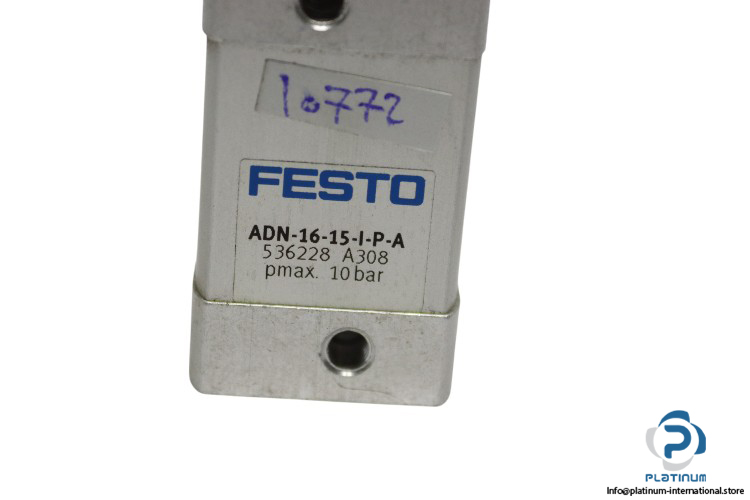 10772
FESTO
ADN-16-15-I-P-A
536228 A308
pmax. 10 bar
PLATINUM
Info@platinum-international.store